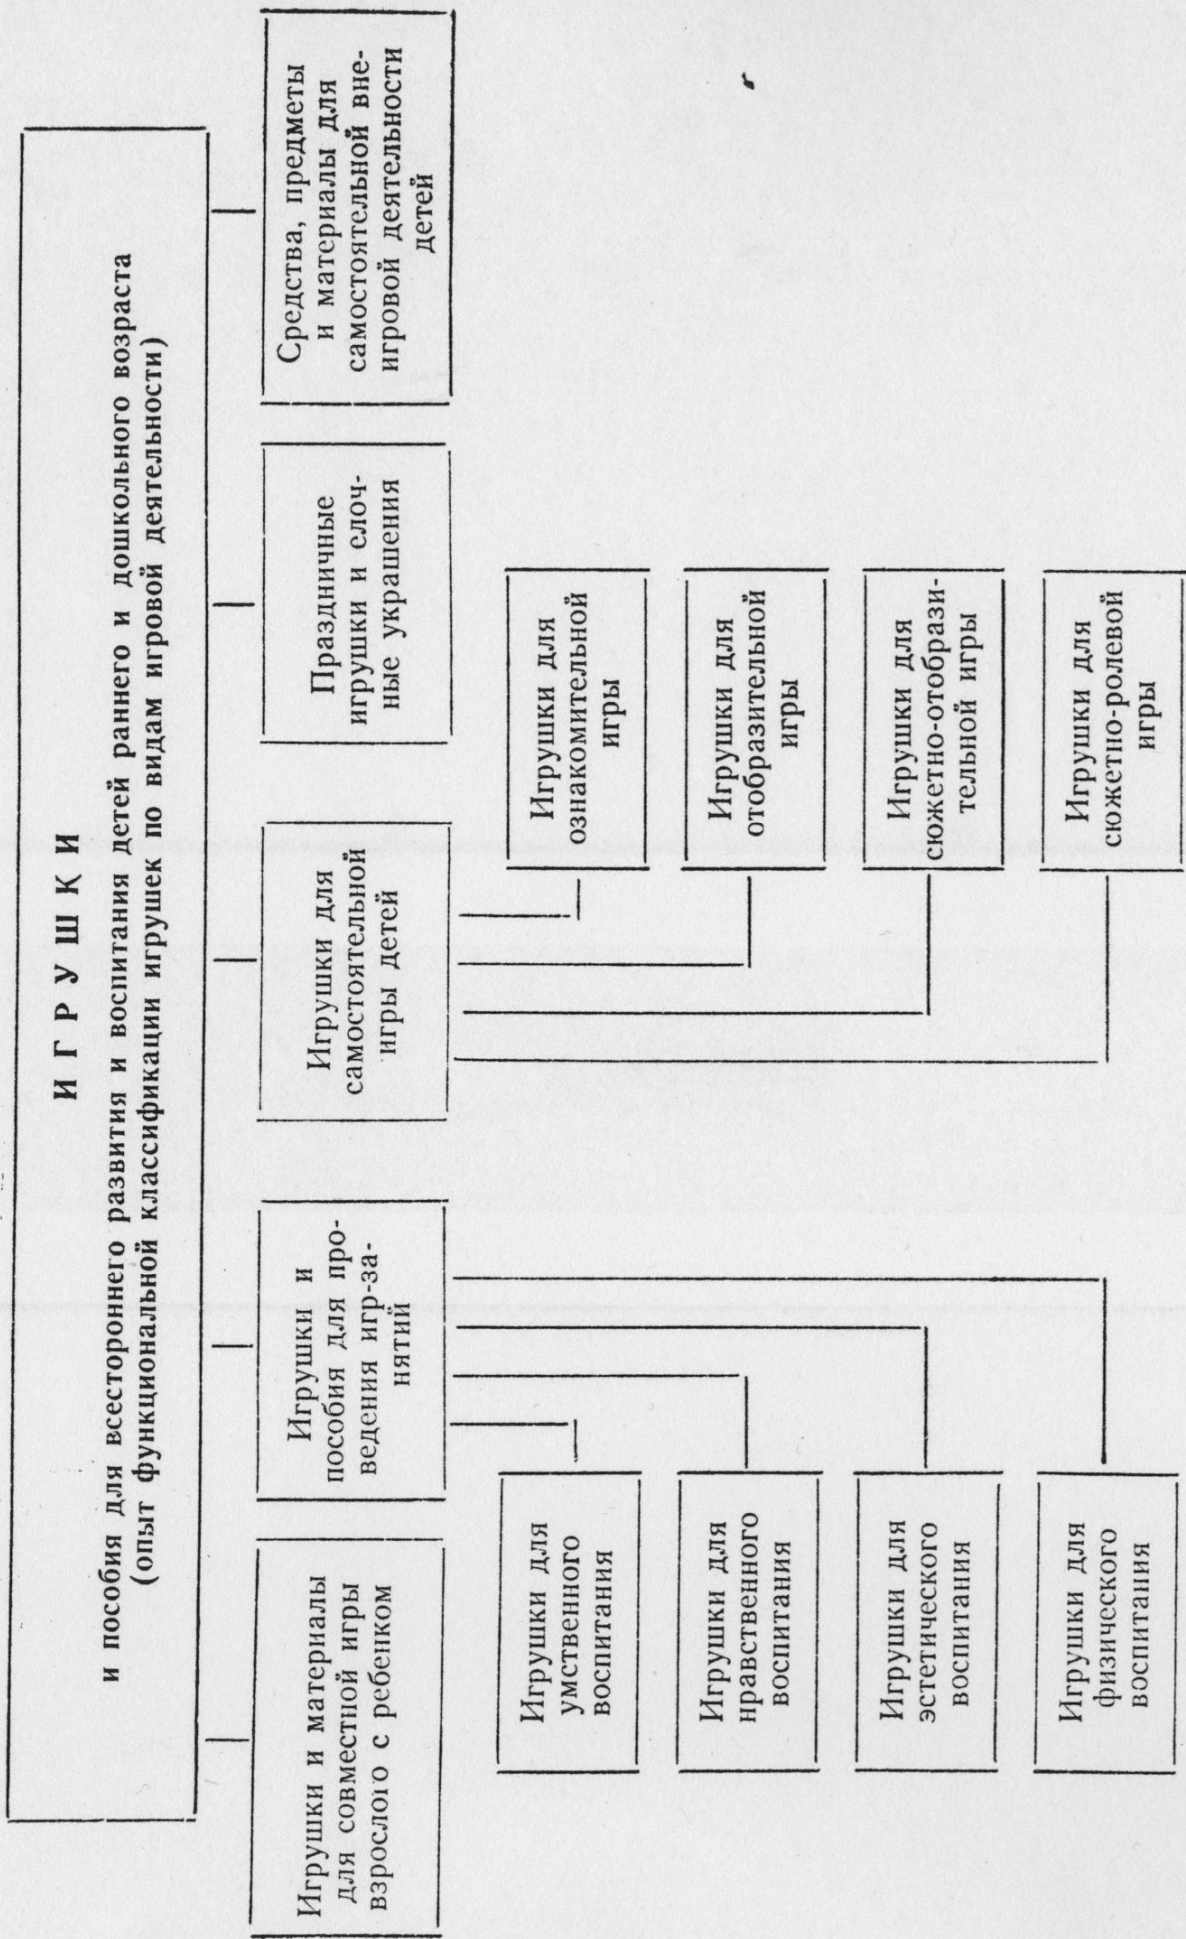 ИГРУШКИ
и пособия для всестороннего развития и воспитания детей раннего и дошкольного возраста
(опыт функциональной классификации игрушек по видам игровой деятельности)
Игрушки и материалы
для совместной игры
взрослого с ребенком
Игрушки и
пособия для про-
ведения игр-за-
нятий
Игрушки для
самостоятельной
игры детей
Праздничные
игрушки и елоч-
ные украшения
Средства, предметы
и материалы для
самостоятельной вне-
игровой деятельности
детей
Игрушки для
умственного
воспитания
Игрушки для
нравственного
воспитания
Игрушки для
эстетического
воспитания
Игрушки для
физического
воспитания
Игрушки для
ознакомительной
игры
Игрушки для
отобразительной
игры
Игрушки для
сюжетно-отобрази-
тельной игры
Игрушки для
сюжетно-ролевой
игры